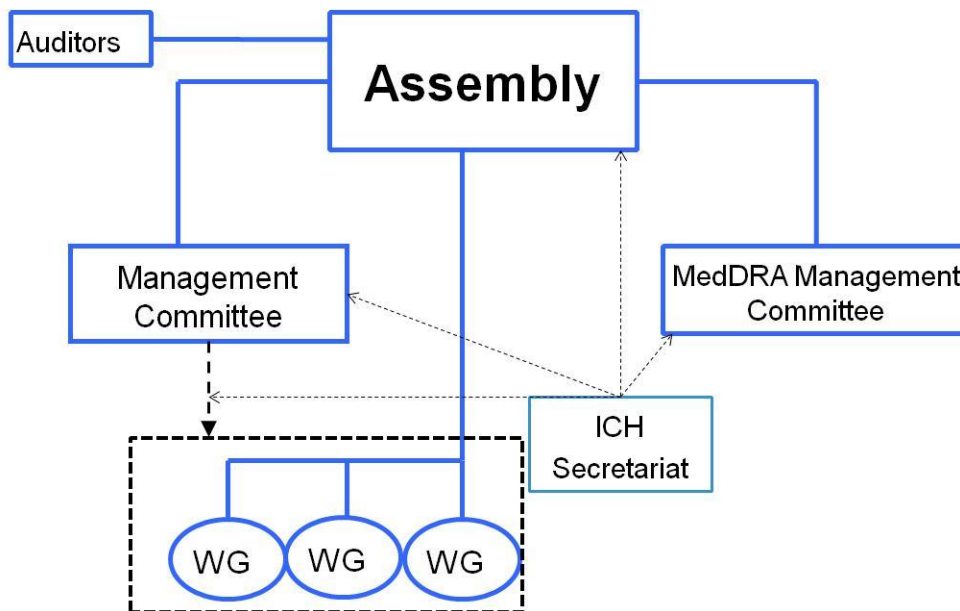 Auditors
Assembly
Management
Committee
MedDRA Management
Committee
ICH
Secretariat
WG
WG
WG